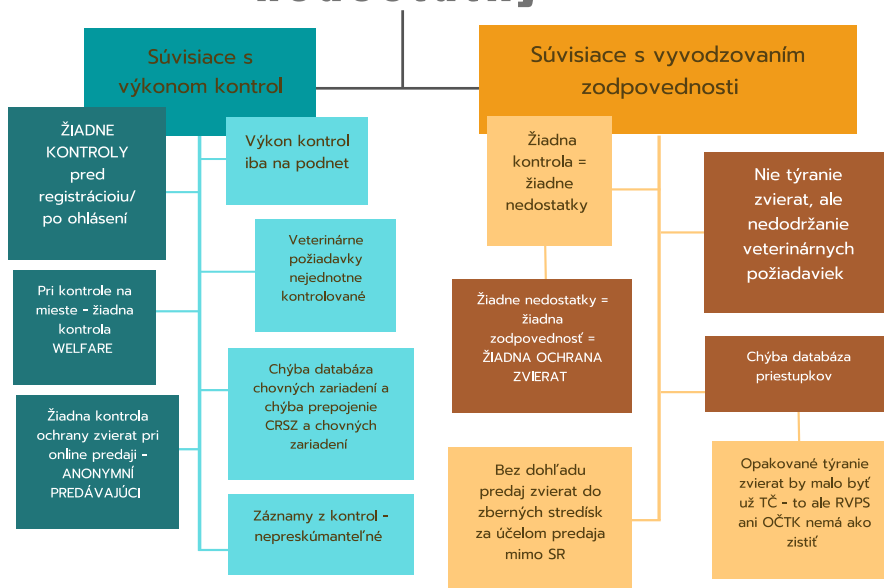 Súvisiace s
výkonom kontrol
Súvisiace s vyvodzovaním
zodpovednosti
ŽIADNE
KONTROLY
pred
registrácioiu/
po ohlásení
Výkon kontrol
iba na podnet
Veterinárne
požiadavky
nejednotne
kontrolované
Pri kontrole na
mieste - žiadna
kontrola
WELFARE
Chýba databáza
chovných zariadení a
chýba prepojenie
CRSZ a chovných
zariadení
Žiadna kontrola
ochrany zvierat pri
online predaji -
ANONYMNÍ
PREDÁVAJÚCI
Záznamy z kontrol -
nepreskúmanteľné
Žiadna
kontrola =
žiadne
nedostatky
Nie týranie
zvierat, ale
nedodržanie
veterinárnych
požiadaviek
Žiadne nedostatky =
žiadna
zodpovednosť =
ŽIADNA OCHRANA
ZVIERAT
Chýba databáza
priestupkov
Bez dohľadu
predaj zvierat do
zberných stredísk
za účelom predaja
mimo SR
Opakované týranie
zvierat by malo byť
už TČ - to ale RVPS
ani OČTK nemá ako
zistiť